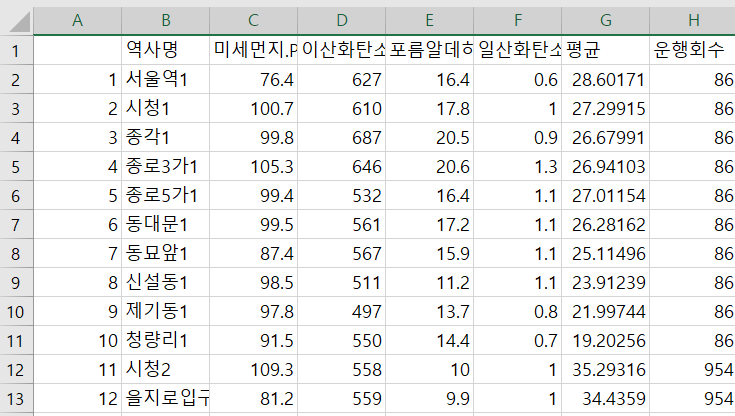 A B C D E F G H
1 역사명 미세먼지.P 이산화탄소 포름알데히 일산화탄소 평균 운행회수
2 1 서울역1 76.4 627 16.4 0.6 28.60171 86
3 2 시청1 100.7 610 17.8 1 27.29915 86
4 3 종각1 99.8 687 20.5 0.9 26.67991 86
5 4 종로3가1 105.3 646 20.6 1.3 26.94103 86
6 5 종로5가1 99.4 532 16.4 1.1 27.01154 86
7 6 동대문1 99.5 561 17.2 1.1 26.28162 86
8 7 동묘앞1 87.4 567 15.9 1.1 25.11496 86
9 8 신설동1 98.5 511 11.2 1.1 23.91239 86
10 9 제기동1 97.8 497 13.7 0.8 21.99744 86
11 10 청량리1 91.5 550 14.4 0.7 19.20256 86
12 11 시청2 109.3 558 10 1 35.29316 954
13 12 을지로입구 81.2 559 9.9 1 34.4359 954